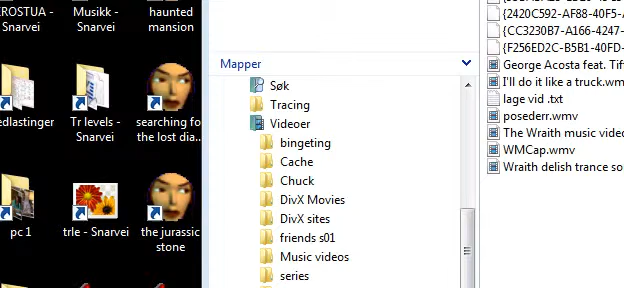 ROSTUA -
Snarvei
Musikk -
Snarvei
haunted
mansion
edlastinger
Tr levels -
Snarvei
searching for
the lost dia...
pc 1
trle - Snarvei
the jurassic
stone
Mapper
Søk
Tracing
Videoer
bingeting
Cache
Chuck
DivX Movies
DivX sites
friends s01
Music videos
series
{2420C592-AF88-40F5-
{CC3230B7-A166-4247-
{F256ED2C-B5B1-40FD-
George Acosta feat. Tif
I'll do it like a truck.wm
lage vid .txt
posederr.wmv
The Wraith music video
WMCap.wmv
Wraith delish trance so